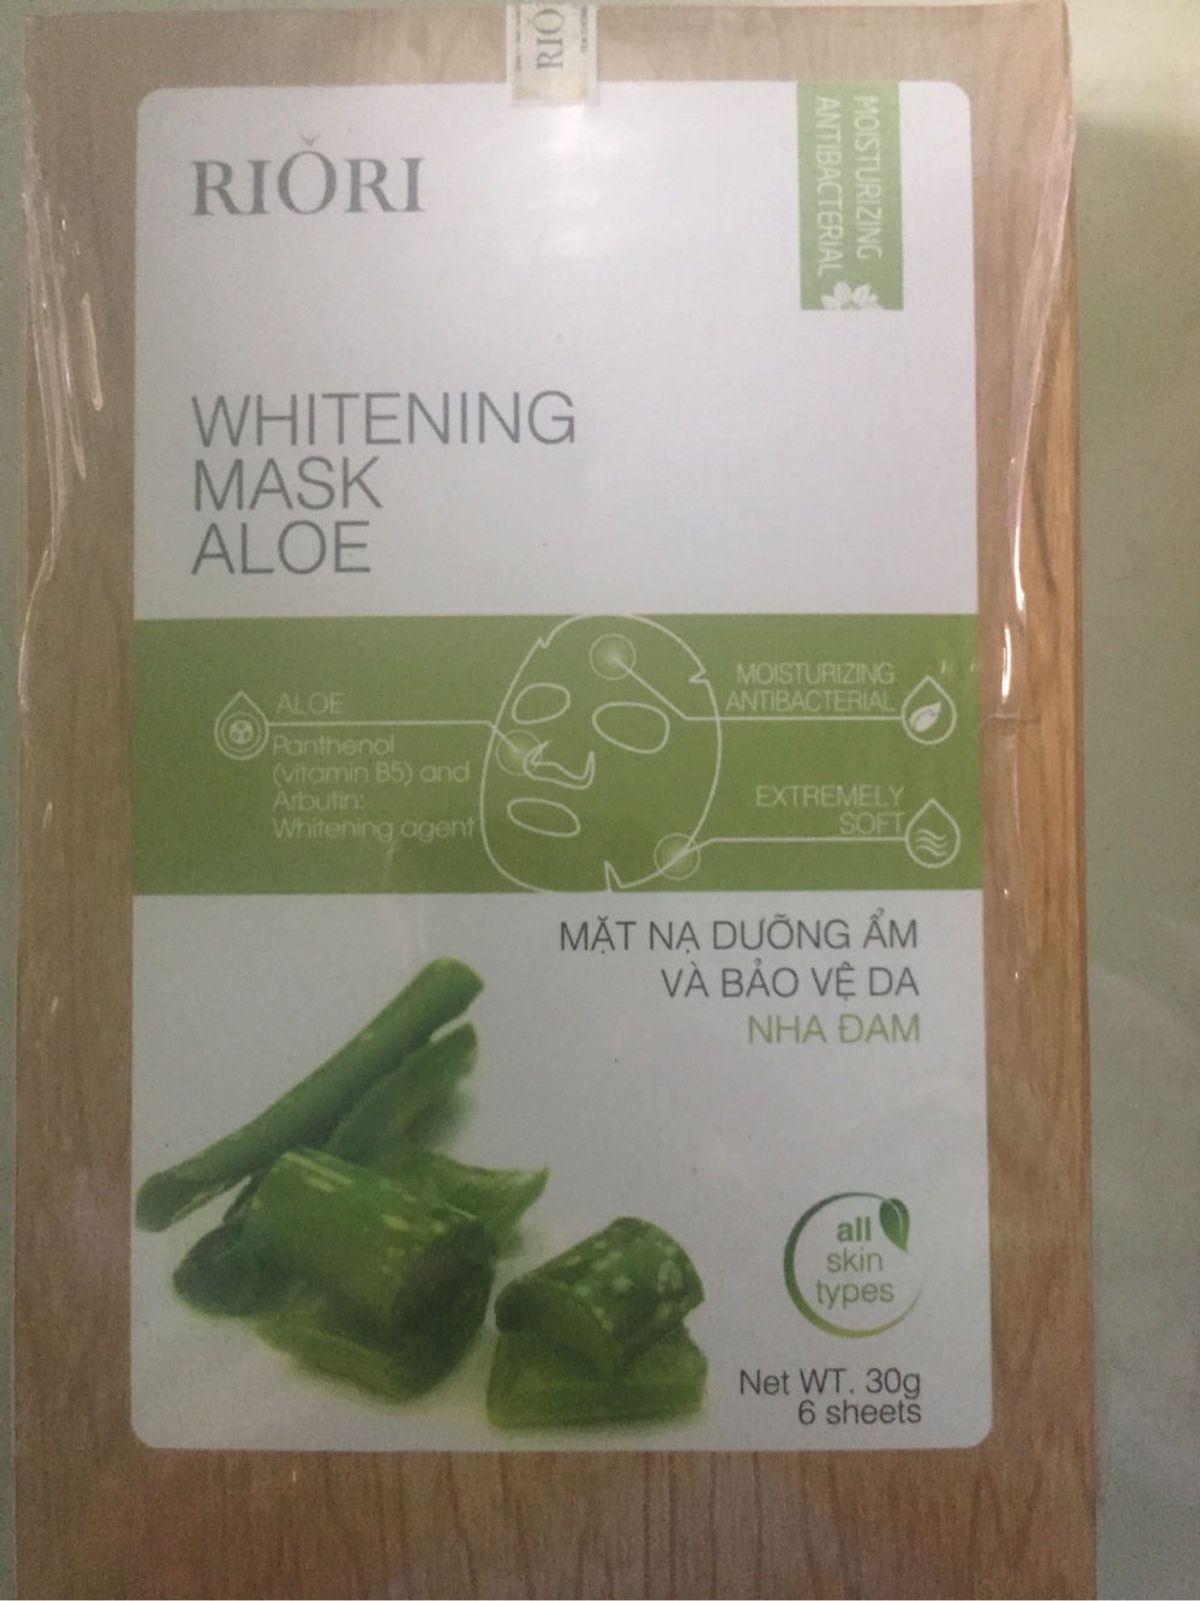 RIO
RIORI
MOISTURIZING
ANTIBACTERIAL
WHITENING
MASK
ALOE
ALOE
Panthenol
(vitamin B5) and
Arbutin:
Whitening agent
MOISTURIZING
ANTIBACTERIAL
EXTREMELY
SOFT
MẶT NẠ DƯỠNG ẨM
VÀ BẢO VỆ DA
NHA ĐAM
all
skin
types
Net WT. 30g
6 sheets